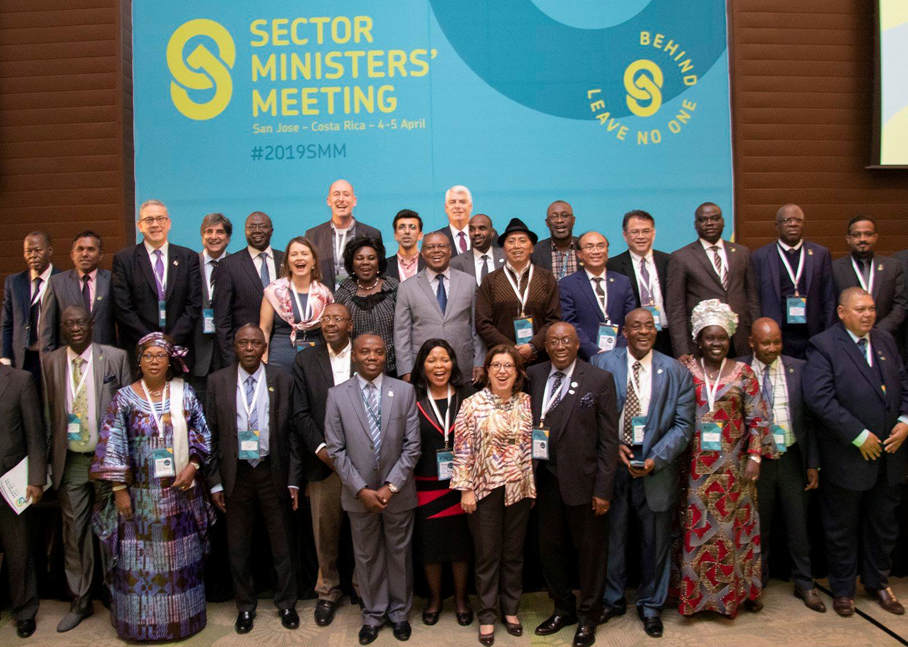 SECTOR
MINISTERS'
MEETING
San Jose – Costa Rica – 4-5 April
#2019SMM
BEHIND
LEAVE NO ONE